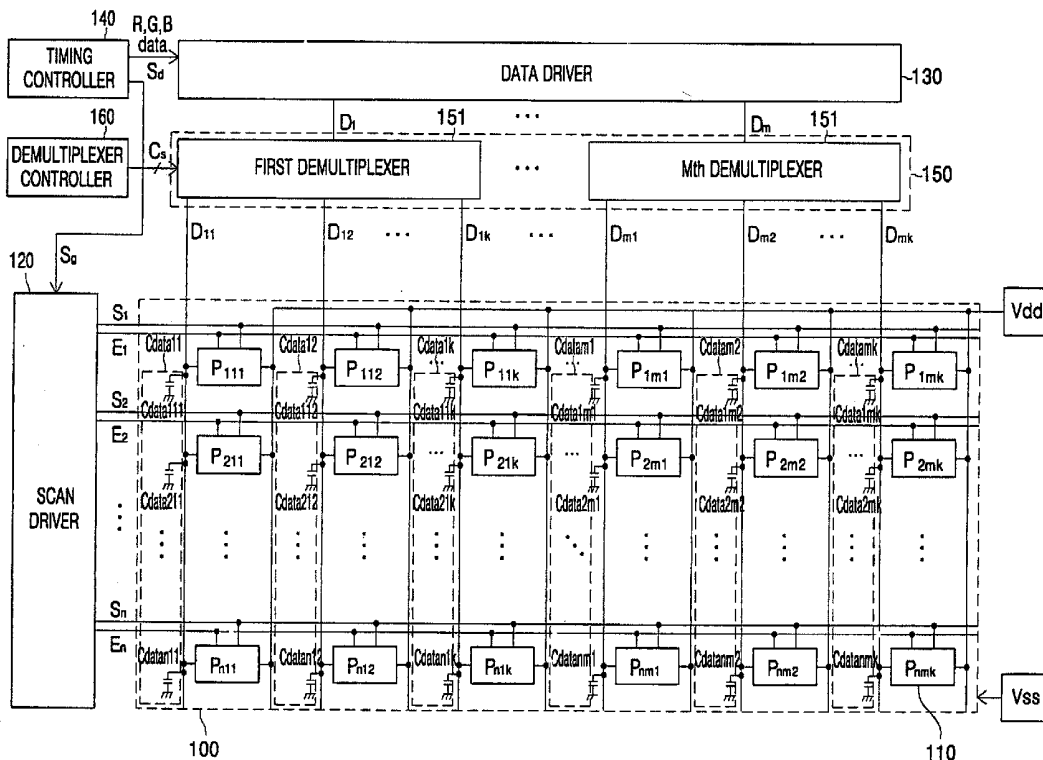 140
R,G,B
data
TIMING
CONTROLLER
Sd
DATA DRIVER
130
160
D1
...
Dm
151
151
DEMULTIPLEXER
CONTROLLER
Cs
FIRST DEMULTIPLEXER
...
Mth DEMULTIPLEXER
150
D11
D12
...
D1k
...
Dm1
Dm2
...
Dmk
120
Sg
Vdd
S1
E1
Cdata11
Cdata12
Cdata1k
Cdatam1
Cdatam2
Cdatamk
P111
P112
...
P11k
...
P1m1
P1m2
...
P1mk
S2
Cdata111
Cdata112
Cdata11k
Cdata1m1
Cdata1m2
Cdata1mk
E2
P211
P212
...
P21k
...
P2m1
P2m2
...
P2mk
SCAN
DRIVER
Cdata211
Cdata212
Cdata21k
Cdata2m1
Cdata2m2
Cdata2mk
Sn
En
Cdatan11
Cdatan12
Cdatan1k
Cdatanm1
Cdatanm2
Cdatanmk
Pn11
Pn12
Pn1k
Pnm1
Pnm2
Pnmk
Vss
100
110